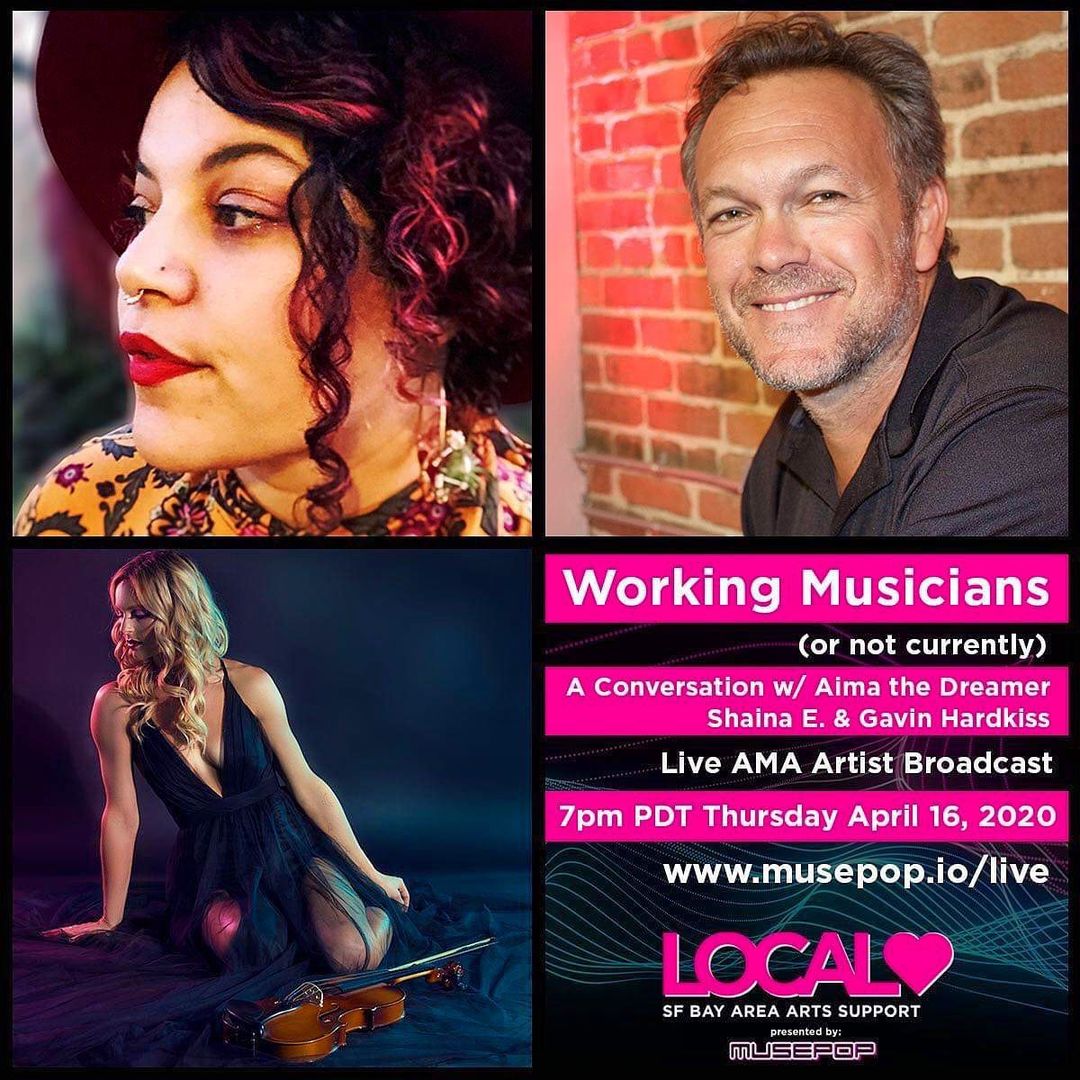 Working Musicians
(or not currently)
A Conversation w/ Aima the Dreamer
Shaina E. & Gavin Hardkiss
Live AMA Artist Broadcast
7pm PDT Thursday April 16, 2020
www.musepop.io/live
LOCAL
SF BAY AREA ARTS SUPPORT
presented by:
MUSEPOP